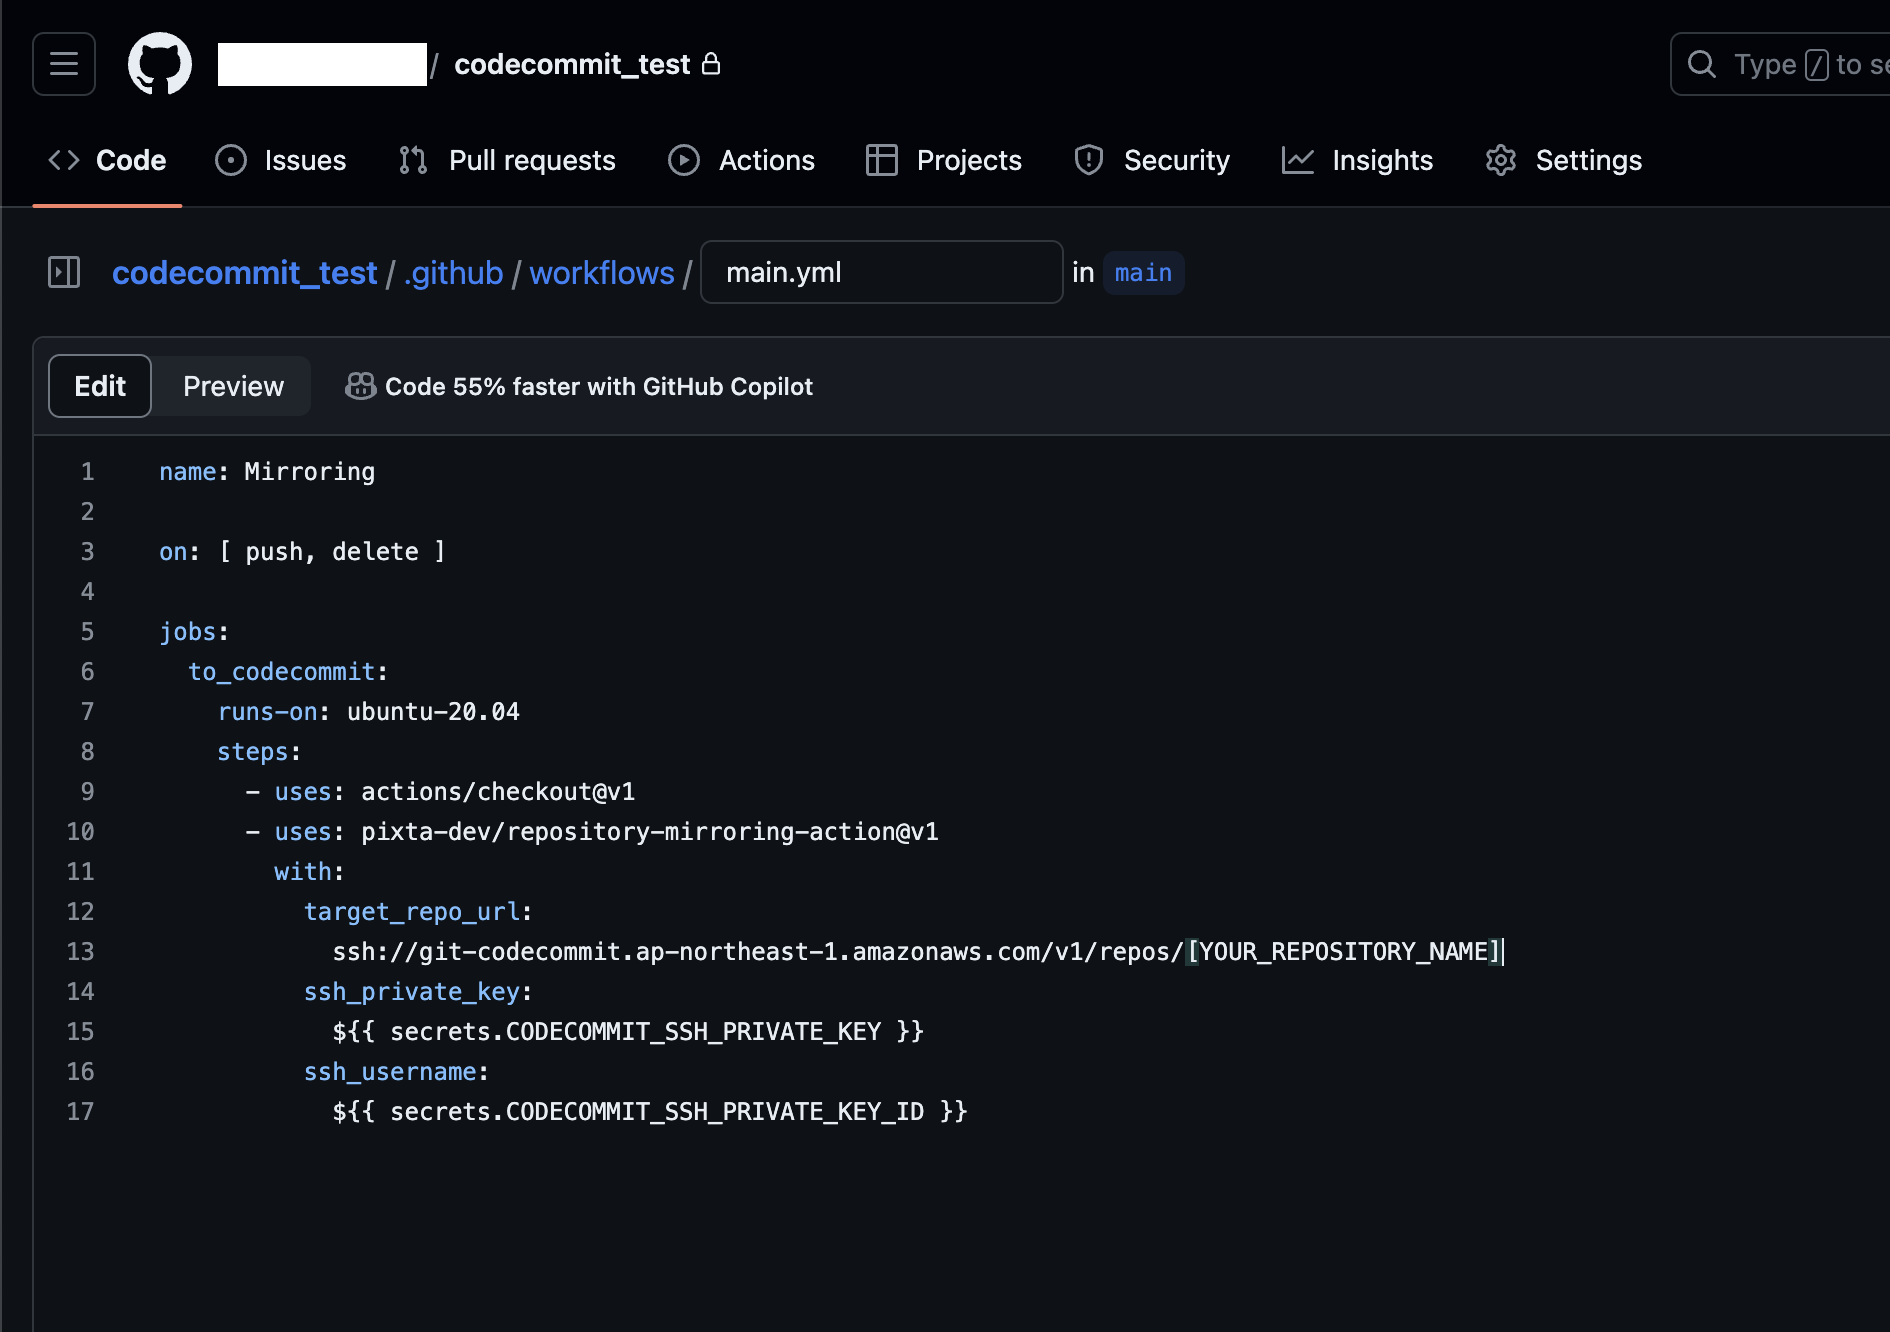 / codecommit_test
Type / to se
Code Issues Pull requests Actions Projects Security Insights Settings
codecommit_test / .github / workflows / main.yml in main
Edit Preview Code 55% faster with GitHub Copilot
1 name: Mirroring
2
3 on: [ push, delete ]
4
5 jobs:
6 to_codecommit:
7 runs-on: ubuntu-20.04
8 steps:
9 - uses: actions/checkout@v1
10 - uses: pixta-dev/repository-mirroring-action@v1
11 with:
12 target_repo_url:
13 ssh://git-codecommit.ap-northeast-1.amazonaws.com/v1/repos/[YOUR_REPOSITORY_NAME]
14 ssh_private_key:
15 ${{ secrets.CODECOMMIT_SSH_PRIVATE_KEY }}
16 ssh_username:
17 ${{ secrets.CODECOMMIT_SSH_PRIVATE_KEY_ID }}